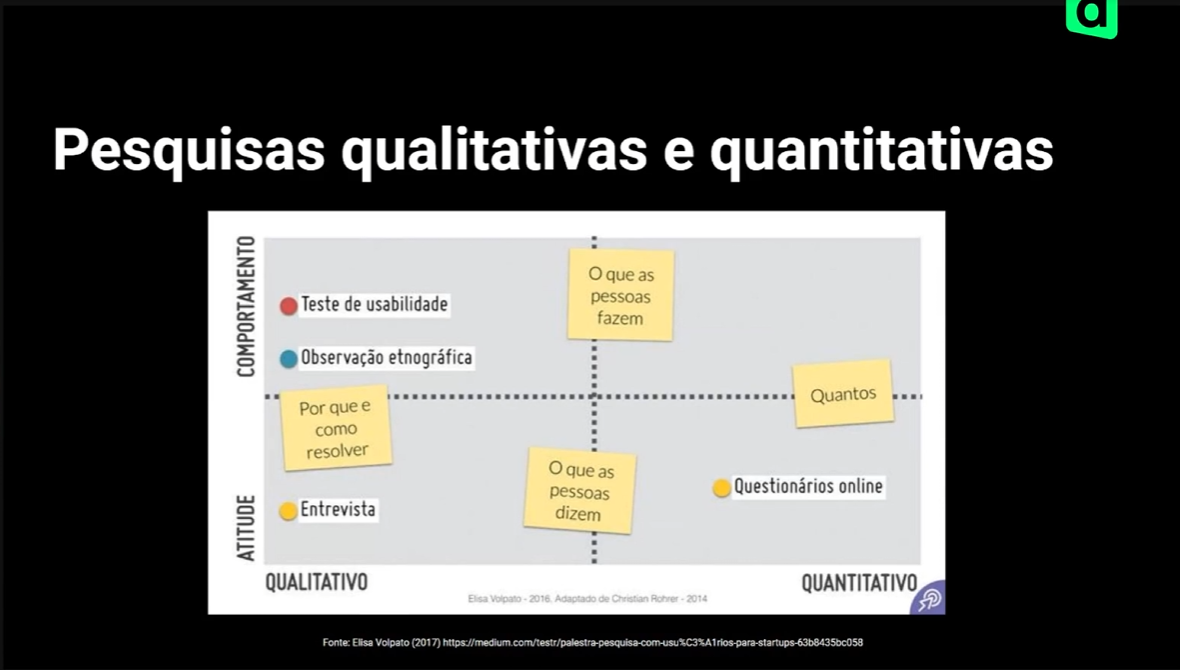 a
Pesquisas qualitativas e quantitativas
COMPORTAMENTO
O que as
pessoas
fazem
Teste de usabilidade
Observação etnográfica
Quantos
Por que e
como
resolver
O que as
pessoas
dizem
Questionários online
Entrevista
ATITUDE
QUALITATIVO
QUANTITATIVO
Elisa Volpato - 2016, Adaptado de Christian Rohrer - 2014
Fonte: Elisa Volpato (2017) https://medium.com/testr/palestra-pesquisa-com-usu%C3%A1rios-para-startups-63b8435bc058